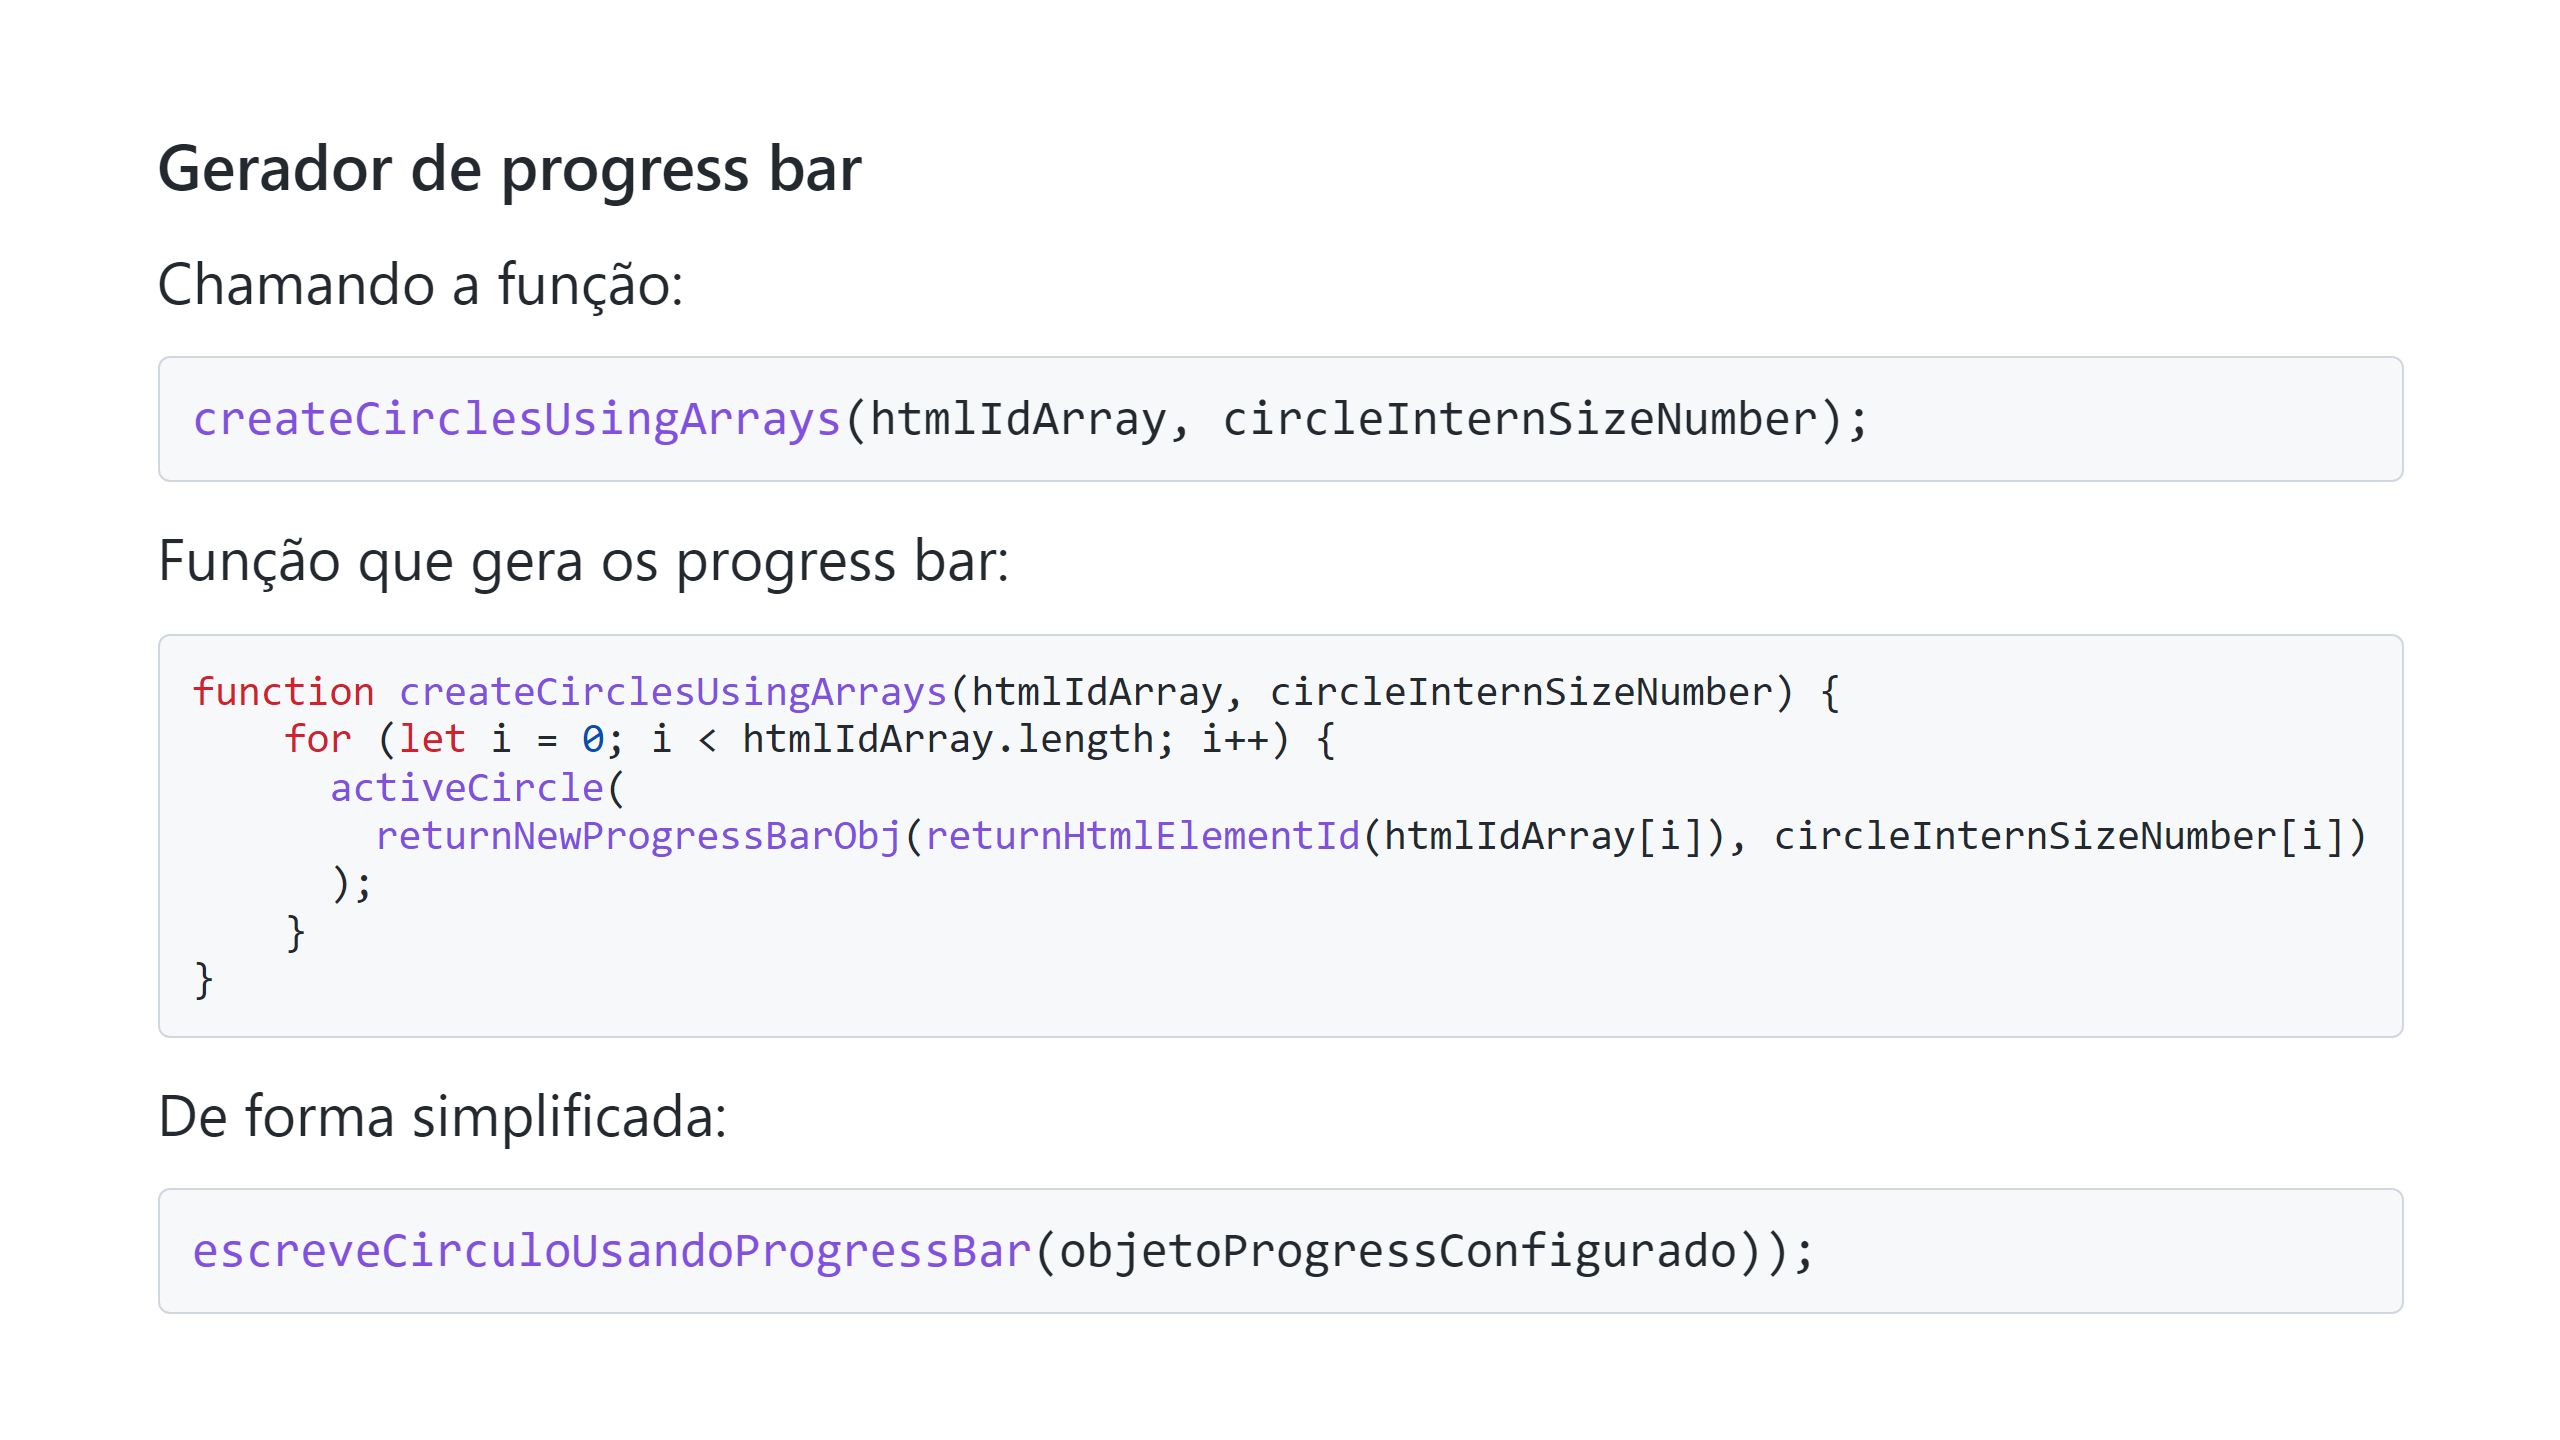 Gerador de progress bar
Chamando a função:
createCirclesUsingArrays(htmlIdArray, circleInternSizeNumber);
Função que gera os progress bar:
function createCirclesUsingArrays(htmlIdArray, circleInternSizeNumber) {
    for (let i = 0; i < htmlIdArray.length; i++) {
      activeCircle(
        returnNewProgressBarObj(returnHtmlElementId(htmlIdArray[i]), circleInternSizeNumber[i])
      );
    }
}
De forma simplificada:
escreveCirculoUsandoProgressBar(objetoProgressConfigurado));